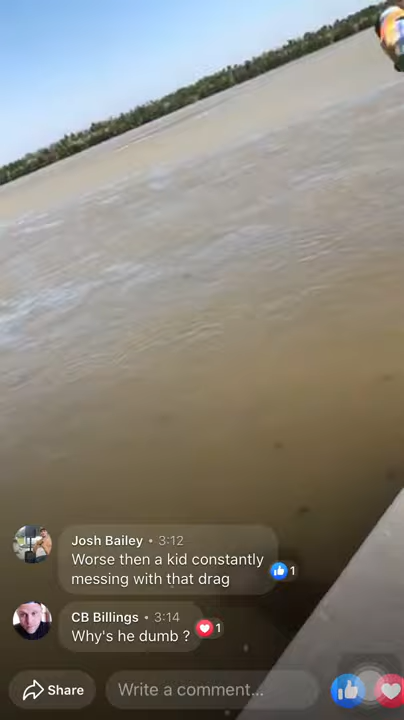 Josh Bailey • 3:12
Worse then a kid constantly
messing with that drag
1
CB Billings • 3:14
Why's he dumb ?
1
Share
Write a comment...